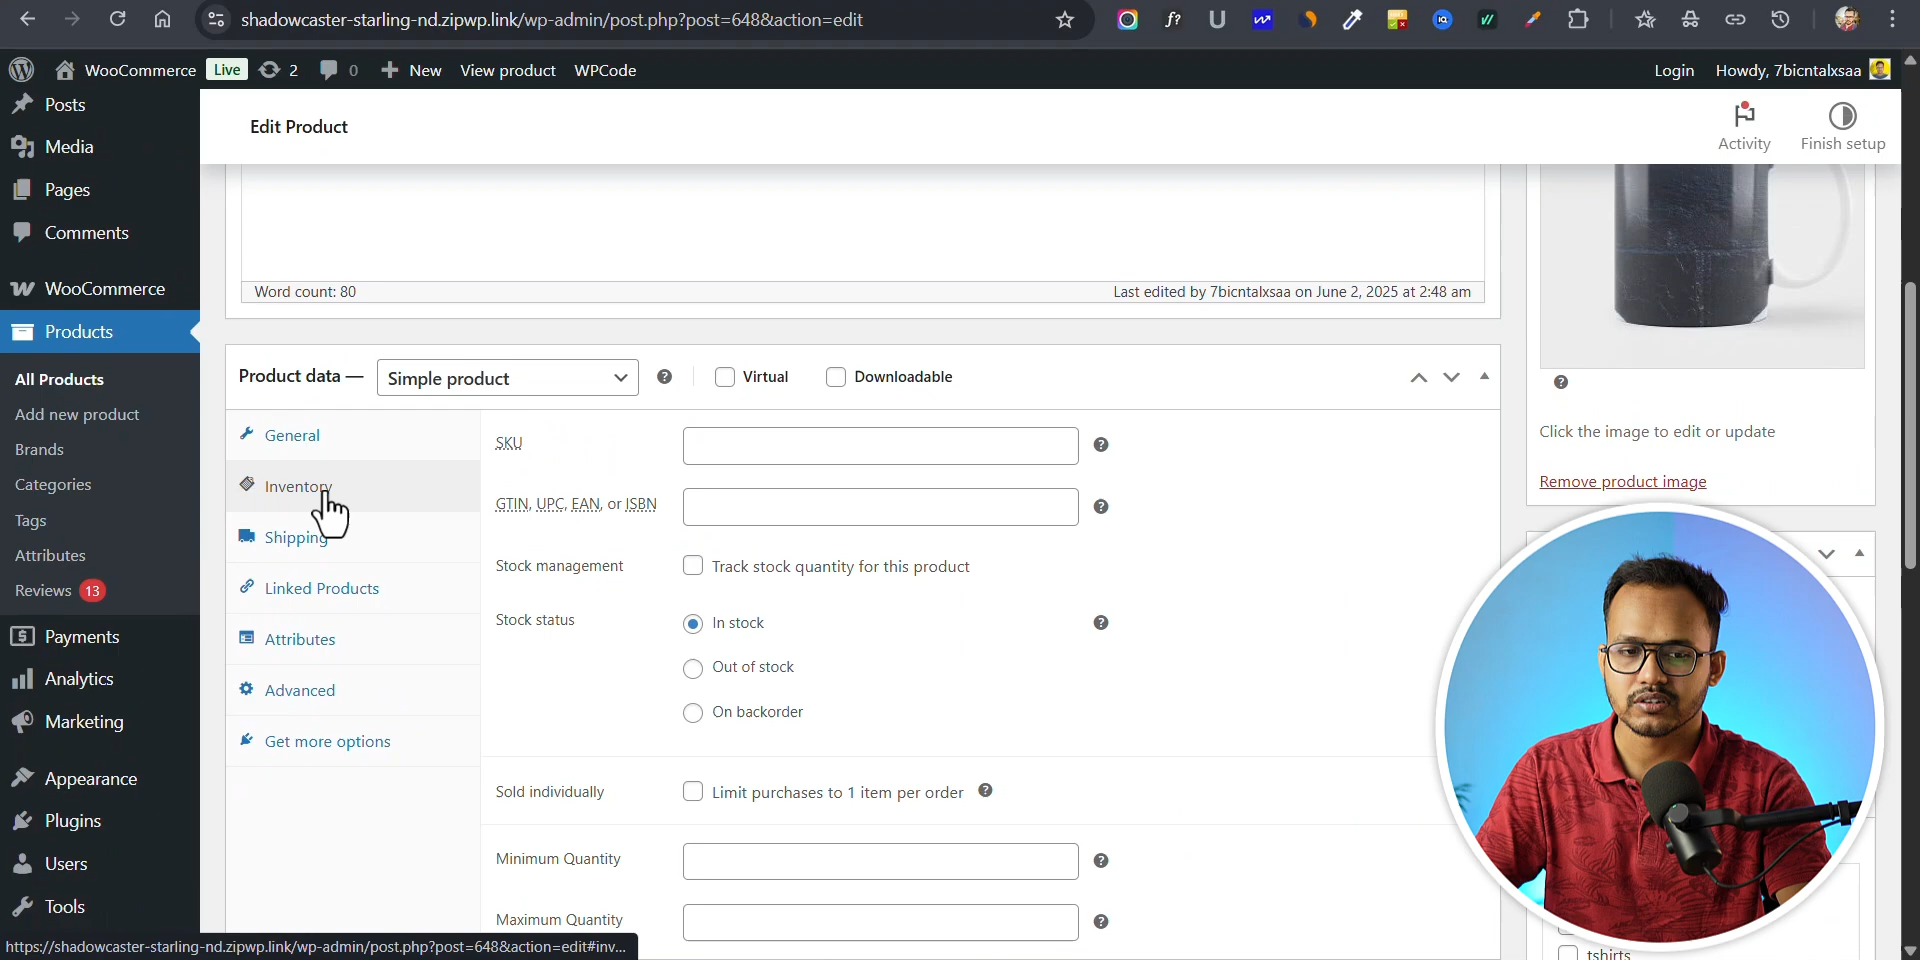 shadowcaster-starling-nd.zipwp.link/wp-admin/post.php?post=648&action=edit
WooCommerce Live 2 0 New View product WPCode Login Howdy, 7bicntalxsaa
Posts
Media
Pages
Comments
WooCommerce
Products
All Products
Add new product
Brands
Categories
Tags
Attributes
Reviews 13
Payments
Analytics
Marketing
Appearance
Plugins
Users
Tools
Edit Product
Activity
Finish setup
Word count: 80 Last edited by 7bicntalxsaa on June 2, 2025 at 2:48 am
Product data — Simple product Virtual Downloadable
General
Inventory
Shipping
Linked Products
Attributes
Advanced
Get more options
SKU
GTIN, UPC, EAN, or ISBN
Stock management Track stock quantity for this product
Stock status In stock
Out of stock
On backorder
Sold individually Limit purchases to 1 item per order
Minimum Quantity
Maximum Quantity
Click the image to edit or update
Remove product image
tshirts
https://shadowcaster-starling-nd.zipwp.link/wp-admin/post.php?post=648&action=edit#inv...